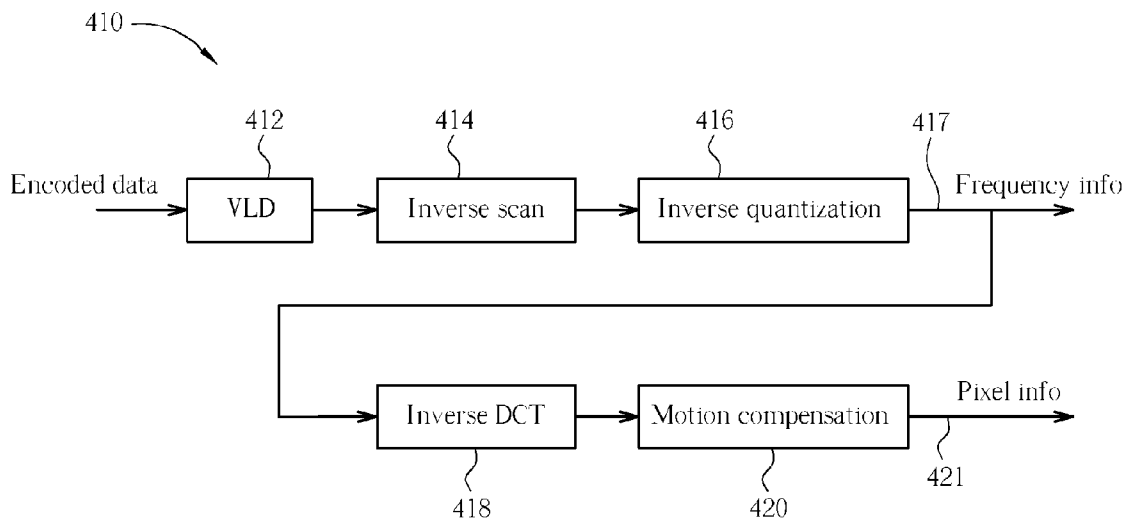 410
412
414
416
417
Encoded data
VLD
Inverse scan
Inverse quantization
Frequency info
Inverse DCT
Motion compensation
Pixel info
418
420
421